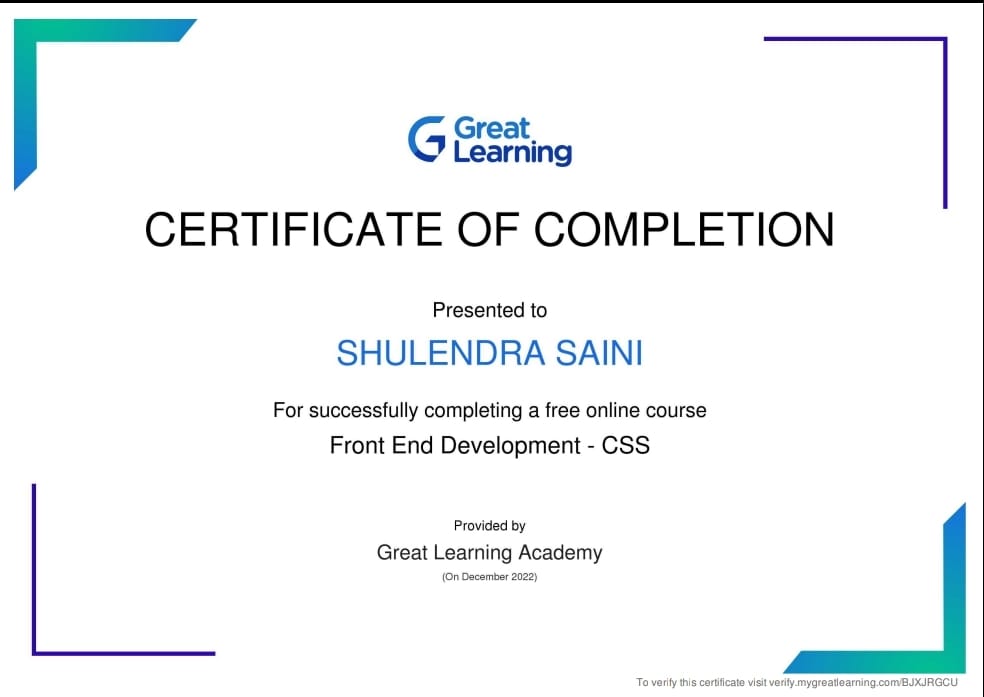 Great
Learning
CERTIFICATE OF COMPLETION
Presented to
SHULENDRA SAINI
For successfully completing a free online course
Front End Development - CSS
Provided by
Great Learning Academy
(On December 2022)
To verify this certificate visit verify.mygreatlearning.com/BJXJRGCU